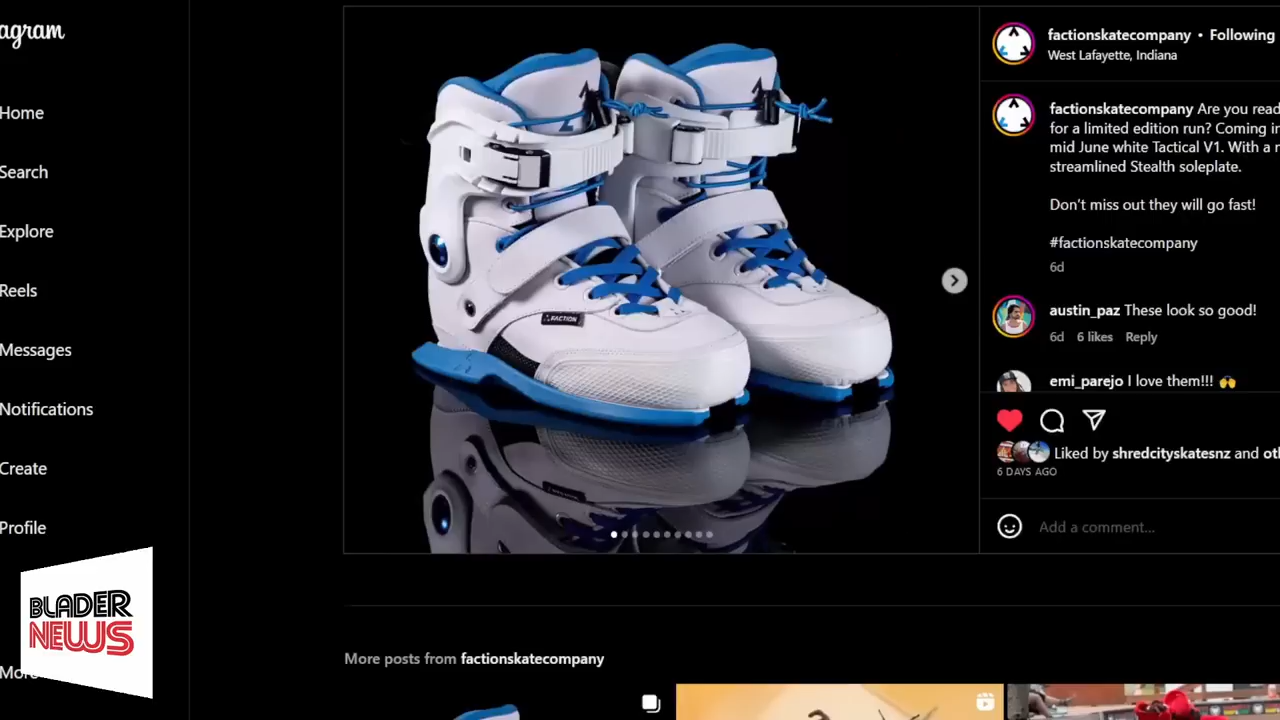 agram
Home
Search
Explore
Reels
Messages
Notifications
Create
Profile
BLADER
NEWS
FACTION
factionskatecompany • Following
West Lafayette, Indiana
factionskatecompany Are you read
for a limited edition run? Coming in
mid June white Tactical V1. With a
streamlined Stealth soleplate.
Don't miss out they will go fast!
#factionskatecompany
6d
austin_paz These look so good!
6d 6 likes Reply
emi_parejo I love them!!! 🙌
Liked by shredcityskatesnz and
6 DAYS AGO
Add a comment...
More posts from factionskatecompany